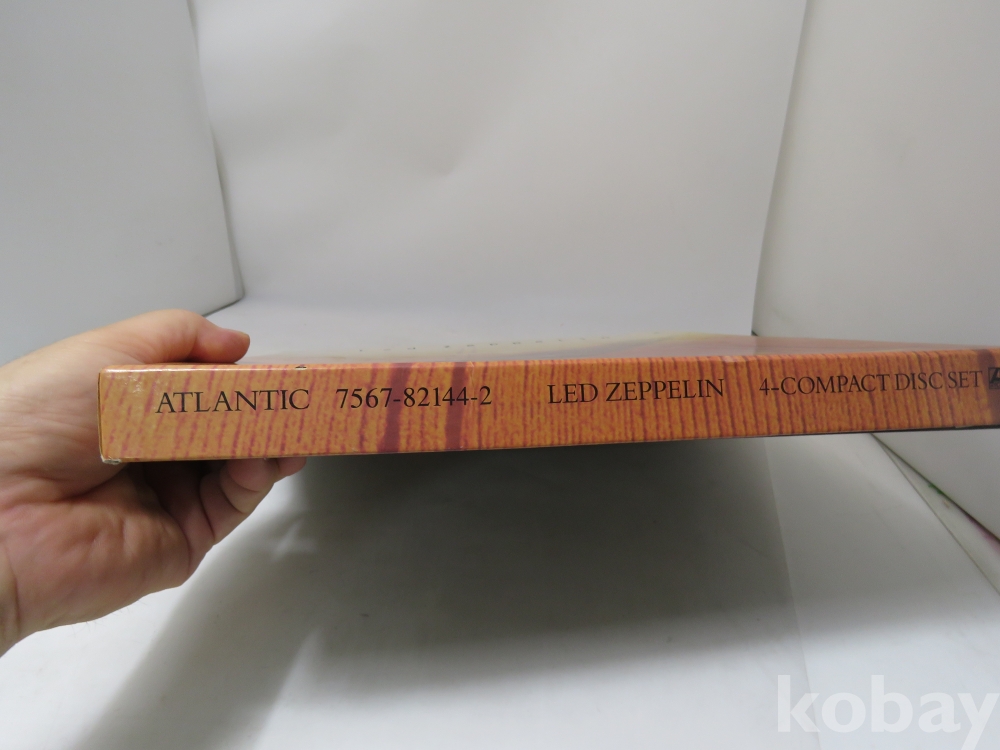 ATLANTIC 7567-82144-2 LED ZEPPELIN 4-COMPACT DISC SET
kobay